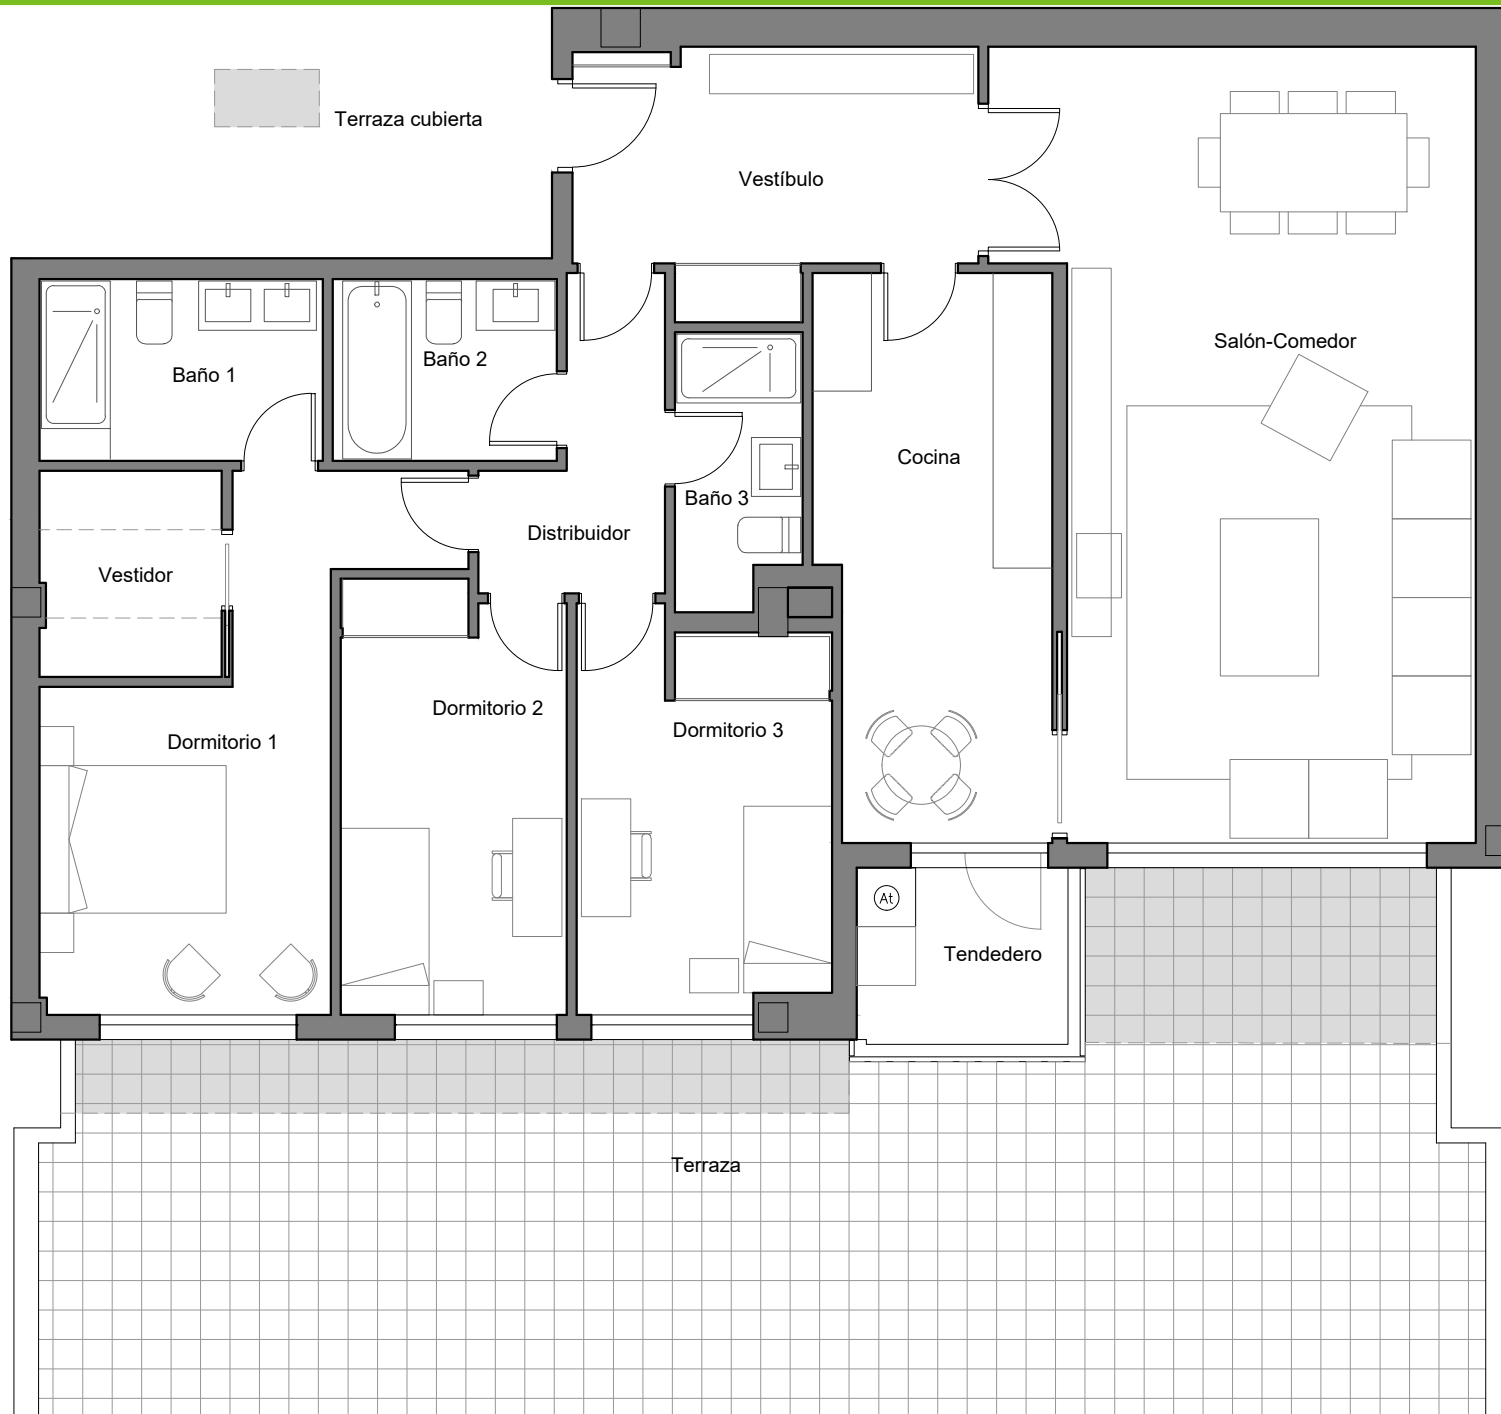 Terraza cubierta
Vestíbulo
Salón-Comedor
Baño 1
Baño 2
Cocina
Baño 3
Distribuidor
Vestidor
Dormitorio 1
Dormitorio 2
Dormitorio 3
At
Tendedero
Terraza